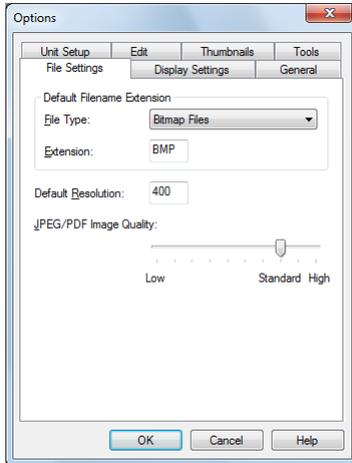 Options
Unit Setup Edit Thumbnails Tools
File Settings Display Settings General
Default Filename Extension
File Type: Bitmap Files
Extension: BMP
Default Resolution: 400
JPEG/PDF Image Quality:
Low Standard High
OK Cancel Help